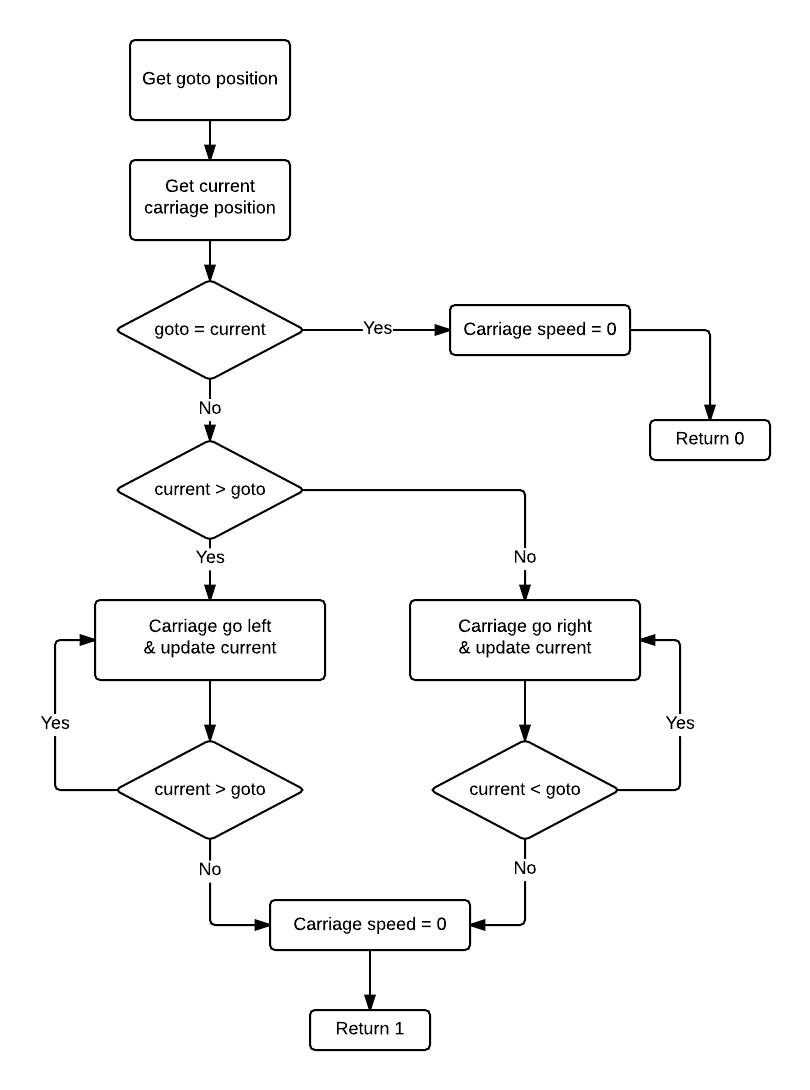 Get goto position
Get current
carriage position
goto = current
Yes
Carriage speed = 0
No
Return 0
current > goto
Yes
No
Carriage go left
& update current
Carriage go right
& update current
Yes
Yes
current > goto
current < goto
No
No
Carriage speed = 0
Return 1